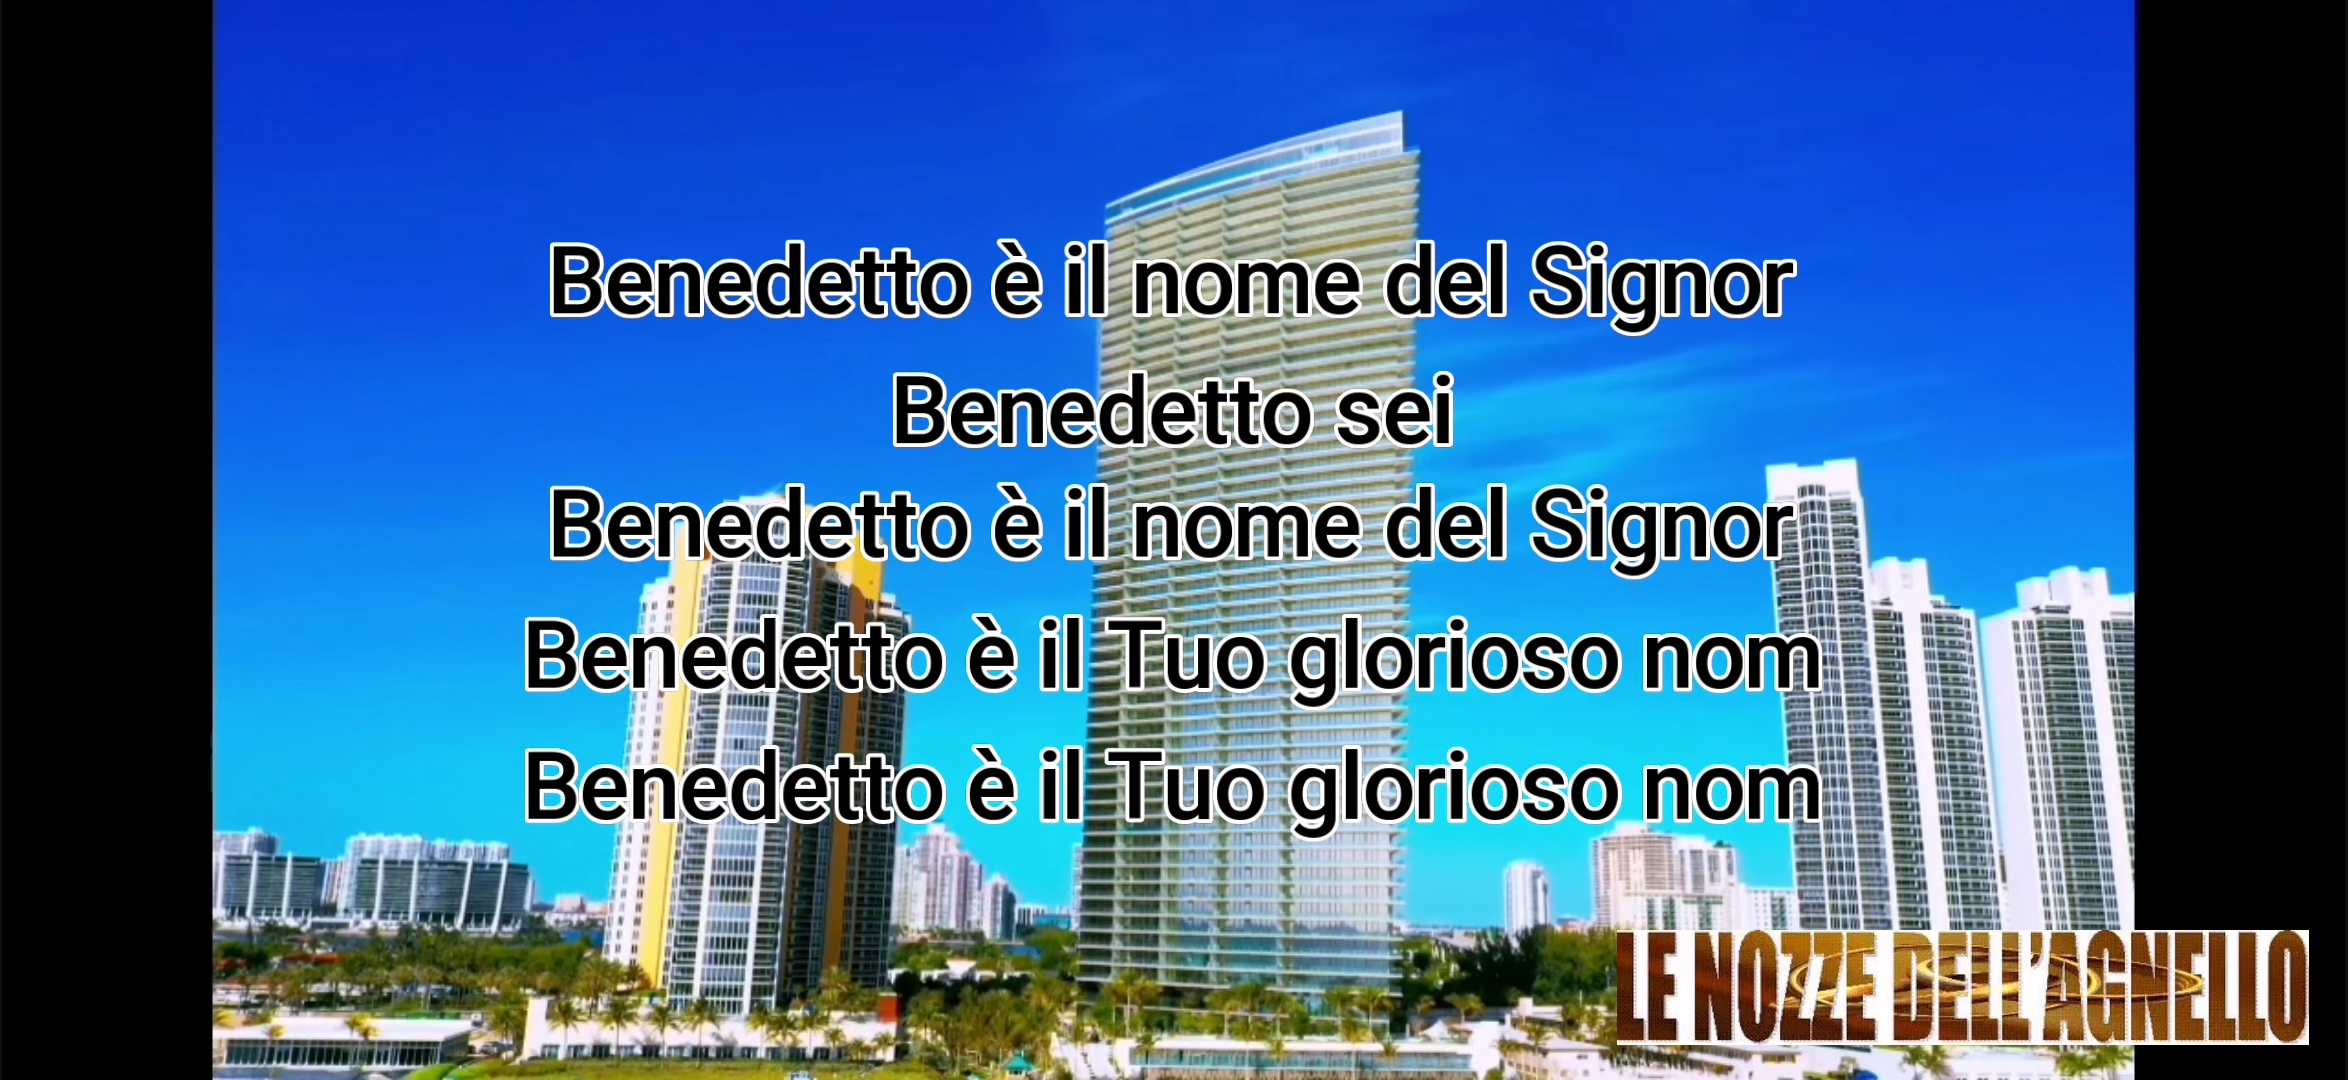 Benedetto è il nome del Signor
Benedetto sei
Benedetto è il nome del Signor
Benedetto è il Tuo glorioso nom
Benedetto è il Tuo glorioso nom
LE NOZZE DELL'AGNELLO